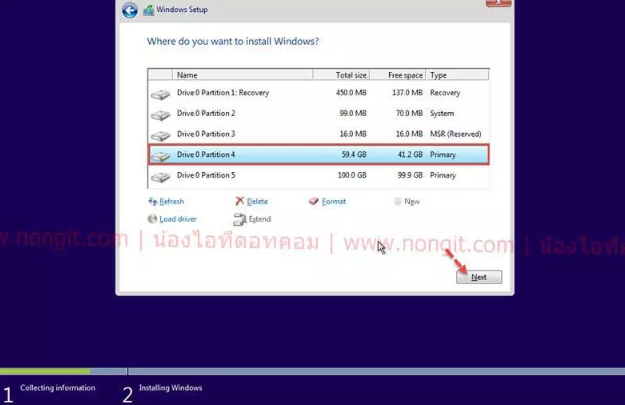 Windows Setup
Where do you want to install Windows?
Name Total size Free space Type
Drive 0 Partition 1: Recovery 450.0 MB 137.0 MB Recovery
Drive 0 Partition 2 99.0 MB 70.0 MB System
Drive 0 Partition 3 16.0 MB 16.0 MB MSR (Reserved)
Drive 0 Partition 4 59.4 GB 41.2 GB Primary
Drive 0 Partition 5 100.0 GB 99.9 GB Primary
Refresh Delete Format New
Load driver Extend
w.nongit.com | น้องไอทีดอทคอม | www.nongit.com | น้องไอที
Next
1 Collecting information 2 Installing Windows